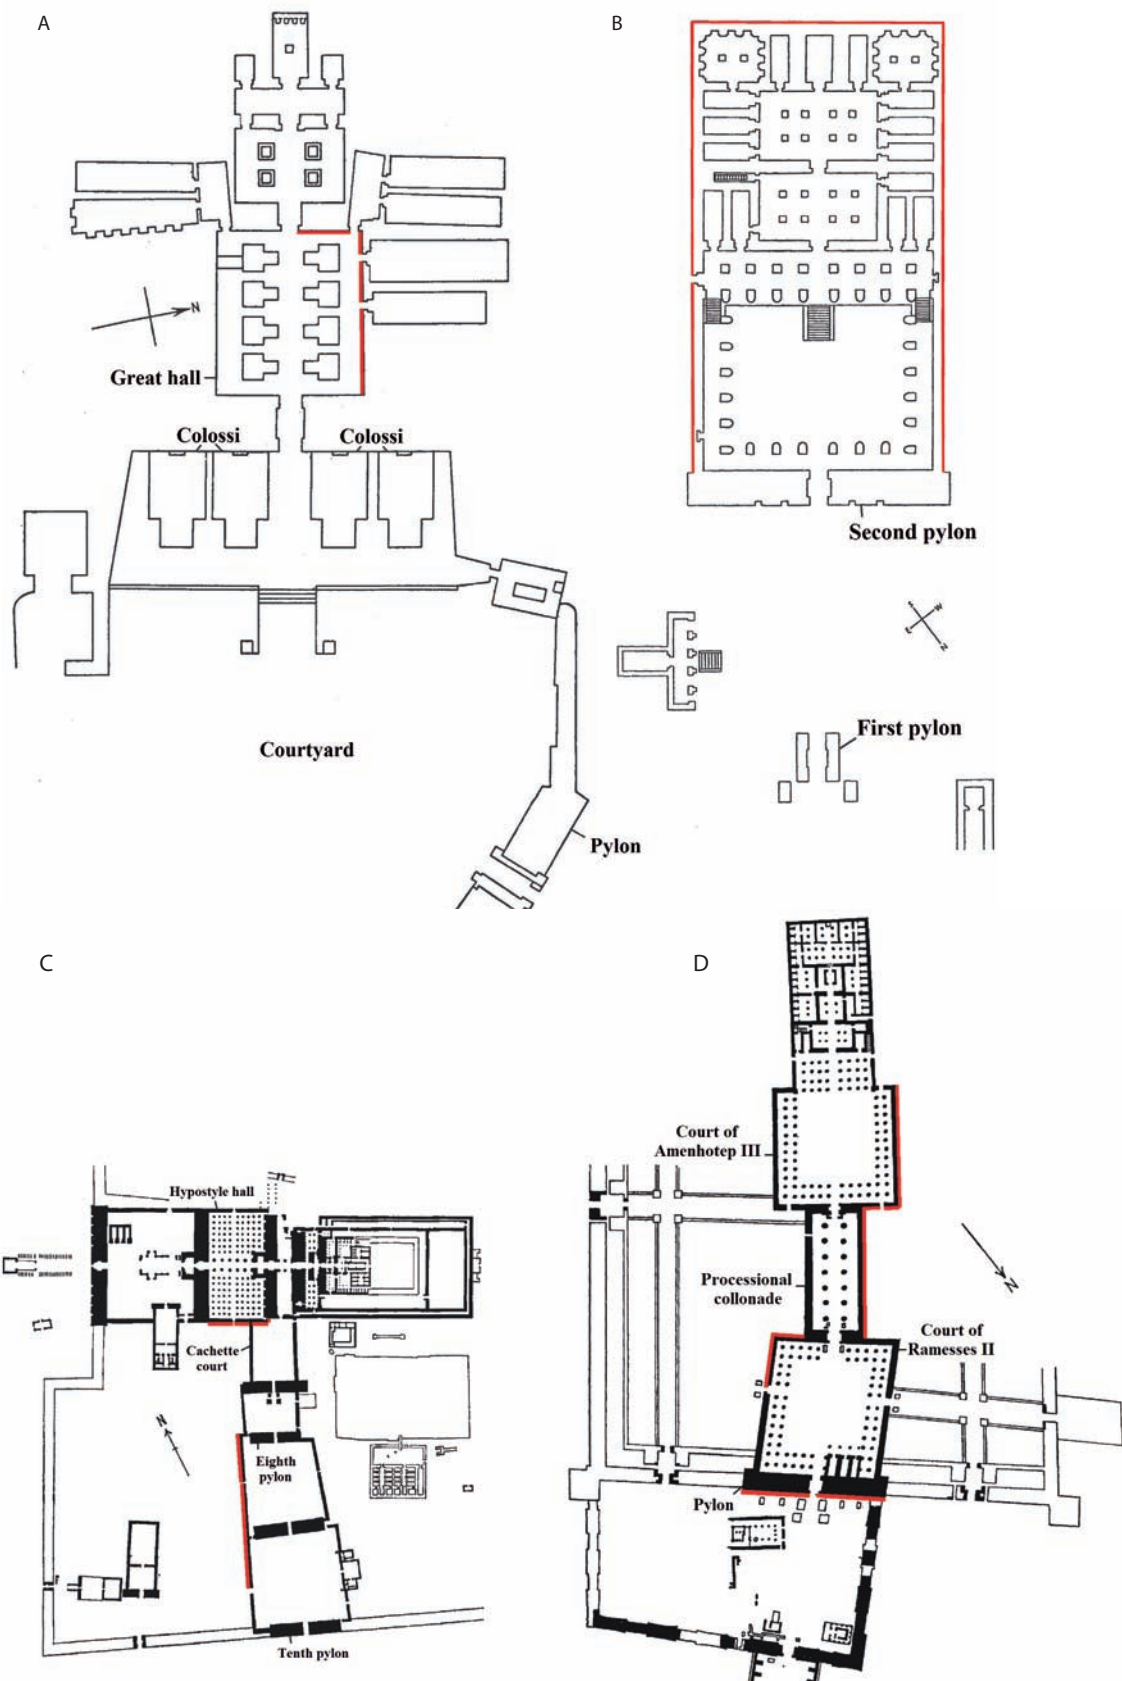 A
B
N
Great hall
Colossi
Colossi
Second pylon
Courtyard
First pylon
Pylon
C
D
Court of
Amenhotep III
Hypostyle hall
N
Processional
collonade
Court of
Ramesses II
Cachette
court
N
Eighth
pylon
Pylon
Tenth pylon